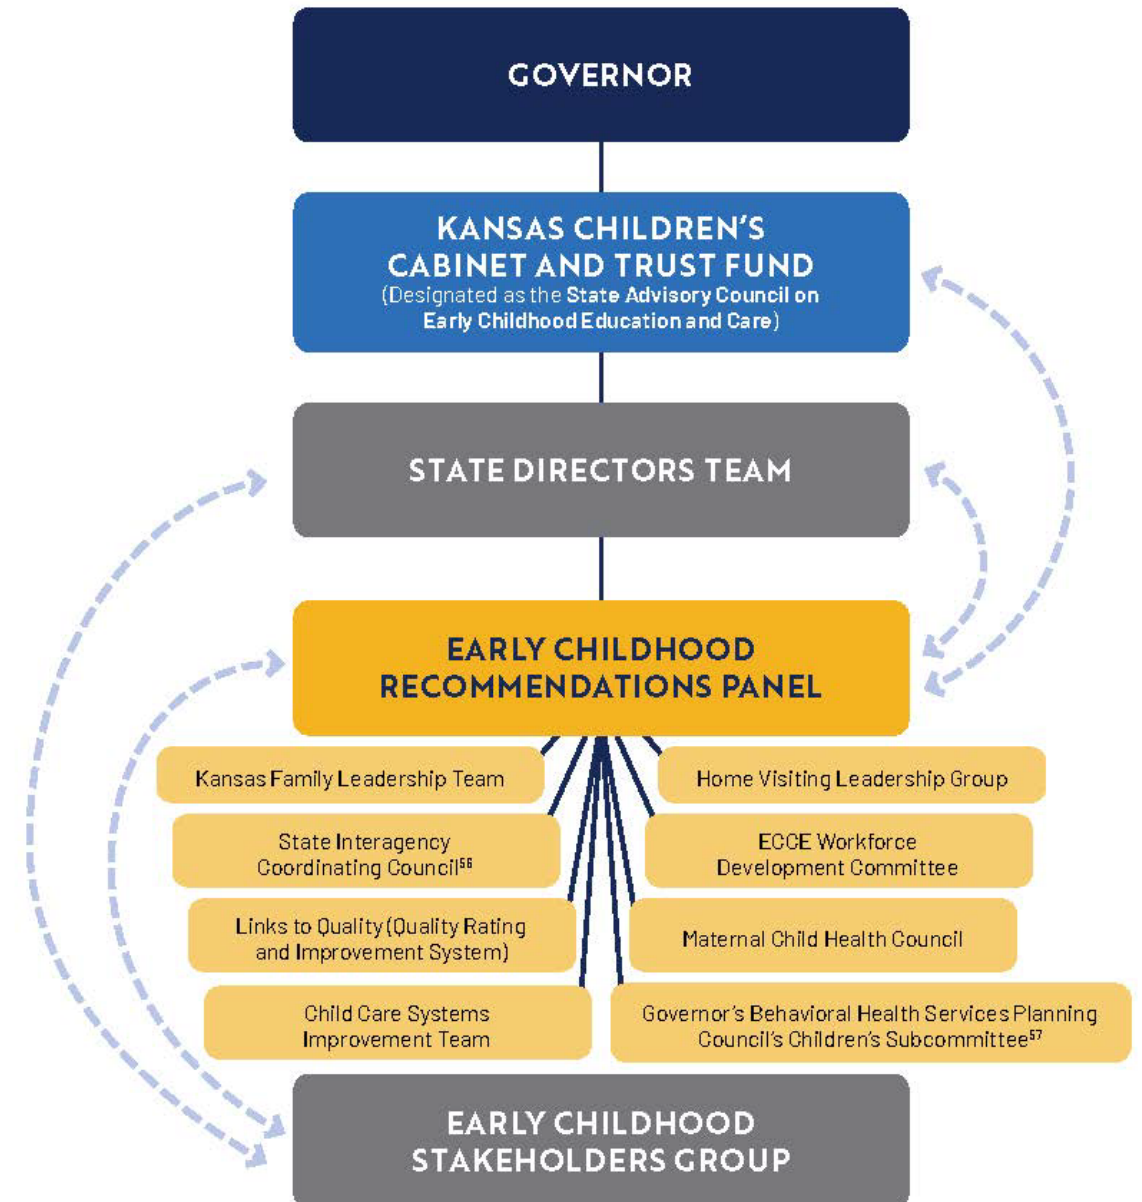 GOVERNOR
KANSAS CHILDREN'S
CABINET AND TRUST FUND
(Designated as the State Advisory Council on
Early Childhood Education and Care)
STATE DIRECTORS TEAM
EARLY CHILDHOOD
RECOMMENDATIONS PANEL
Kansas Family Leadership Team
Home Visiting Leadership Group
State Interagency
Coordinating Council⁵⁶
ECCE Workforce
Development Committee
Links to Quality (Quality Rating
and Improvement System)
Maternal Child Health Council
Child Care Systems
Improvement Team
Governor's Behavioral Health Services Planning
Council's Children's Subcommittee⁵⁷
EARLY CHILDHOOD
STAKEHOLDERS GROUP